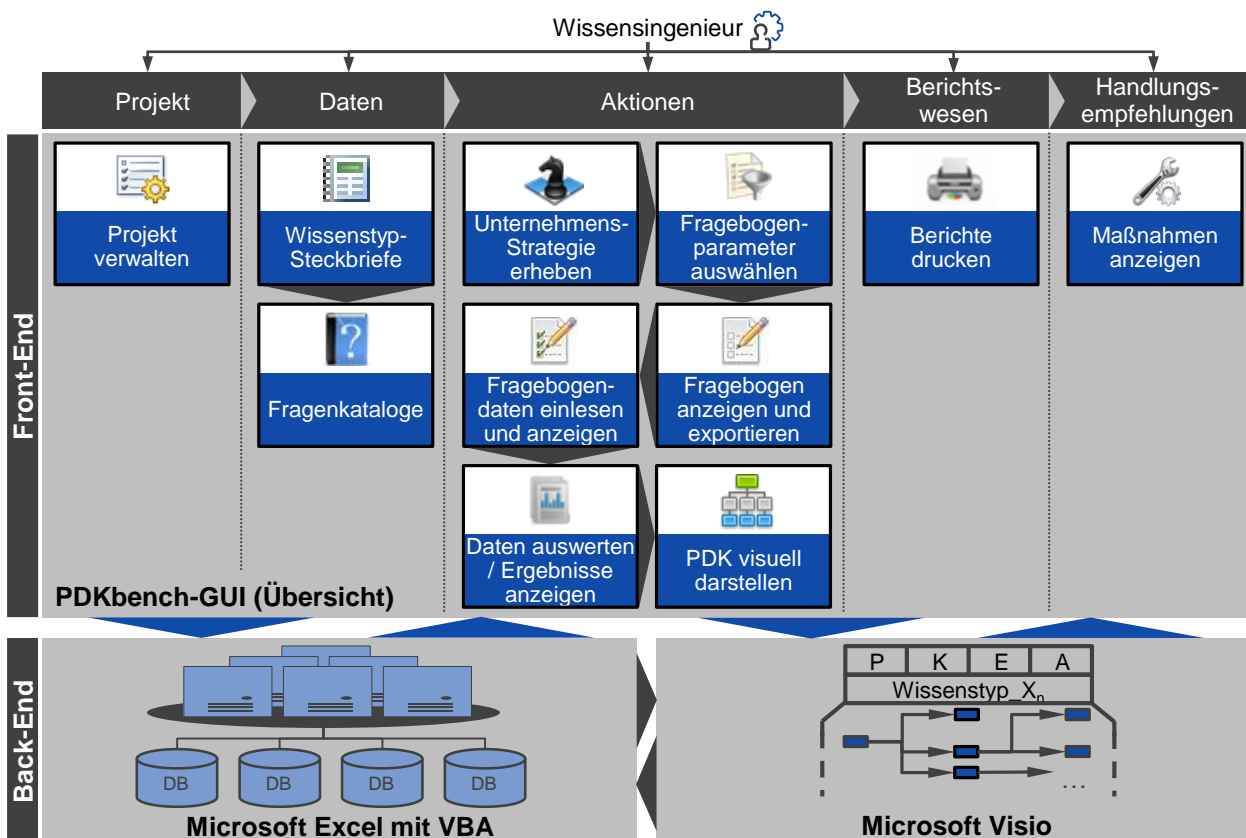 Wissensingenieur
Projekt
Daten
Aktionen
Berichts-
wesen
Handlungs-
empfehlungen
Front-End
Projekt
verwalten
Wissenstyp-
Steckbriefe
Unternehmens-
Strategie
erheben
Fragebogen-
parameter
auswählen
Berichte
drucken
Maßnahmen
anzeigen
?
Fragenkataloge
Fragebogen-
daten einlesen
und anzeigen
Fragebogen
anzeigen und
exportieren
Daten auswerten
/ Ergebnisse
anzeigen
PDK visuell
darstellen
PDKbench-GUI (Übersicht)
Back-End
DB
DB
DB
DB
Microsoft Excel mit VBA
P K E A
Wissenstyp_Xn
...
Microsoft Visio